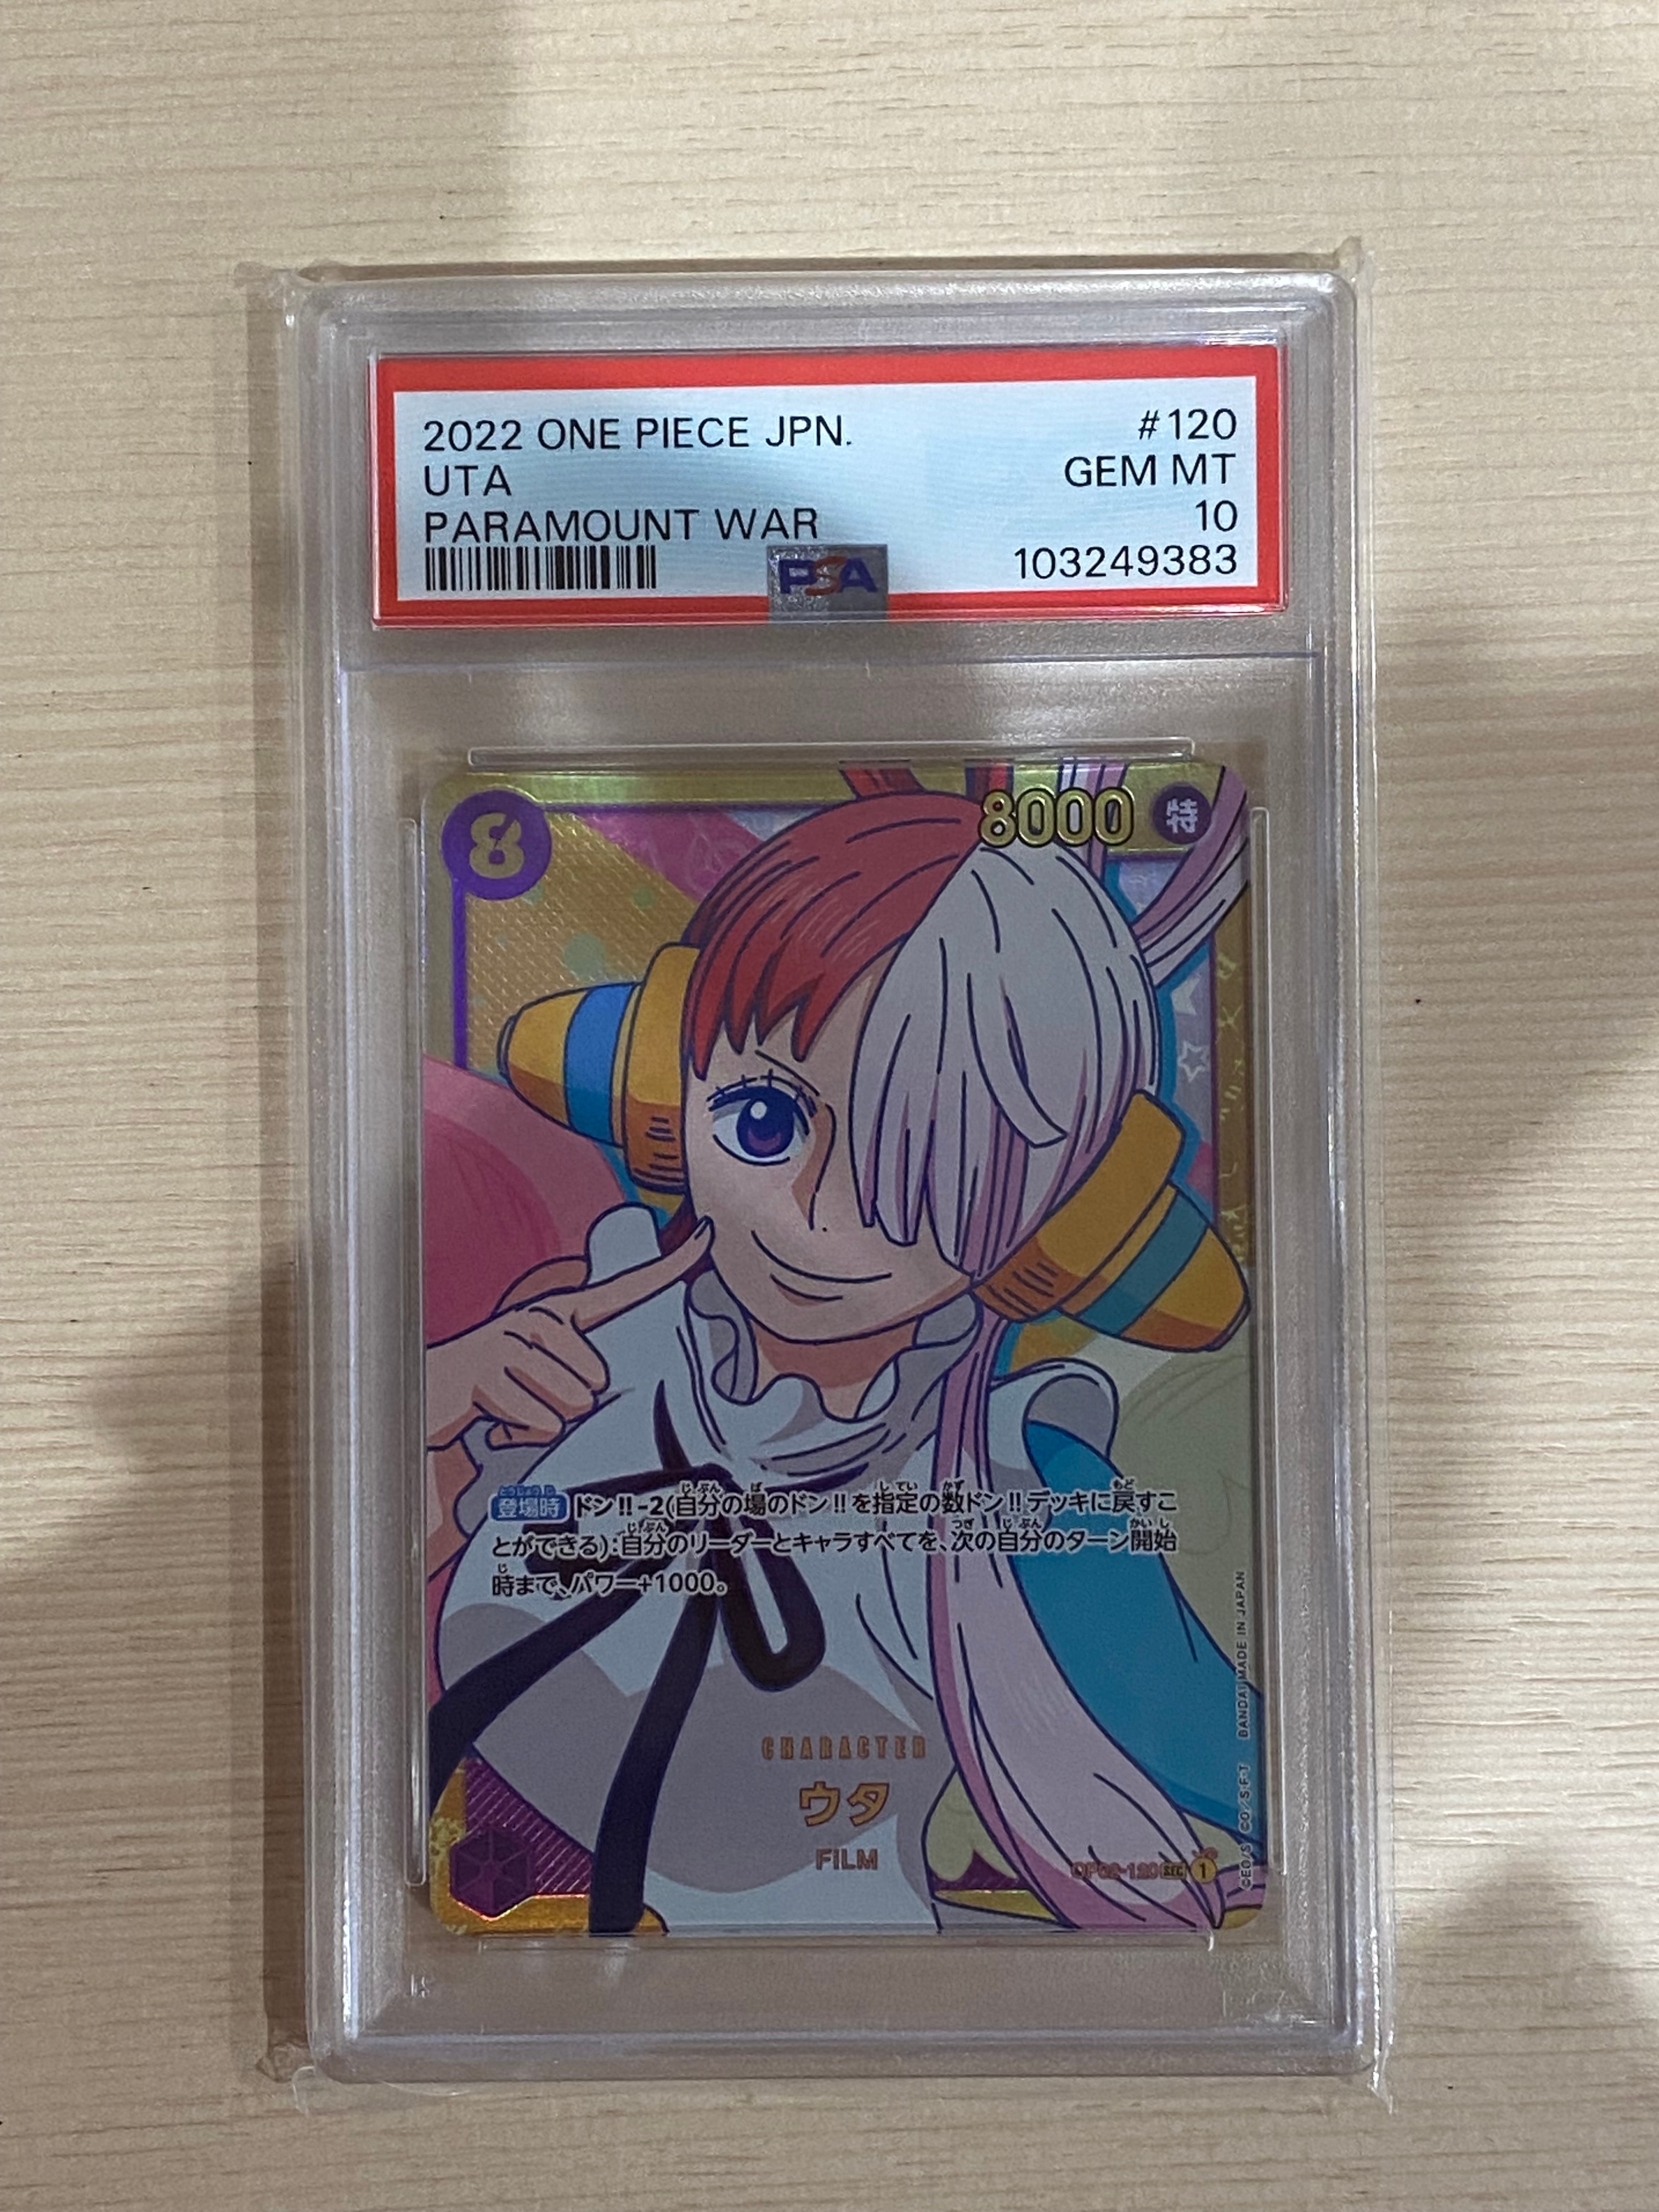 2022 ONE PIECE JPN. #120
UTA GEM MT
PARAMOUNT WAR 10
PSA 103249383
8 8000 特
登場時 ドン!!-2(自分の場のドン!!を指定の数ドン!!デッキに戻すこ
とができる):自分のリーダーとキャラすべてを、次の自分のターン開始
時まで、パワー+1000。
CHARACTER
ウタ
FILM
OP02-120 SEC 1
BANDAI MADE IN JAPAN